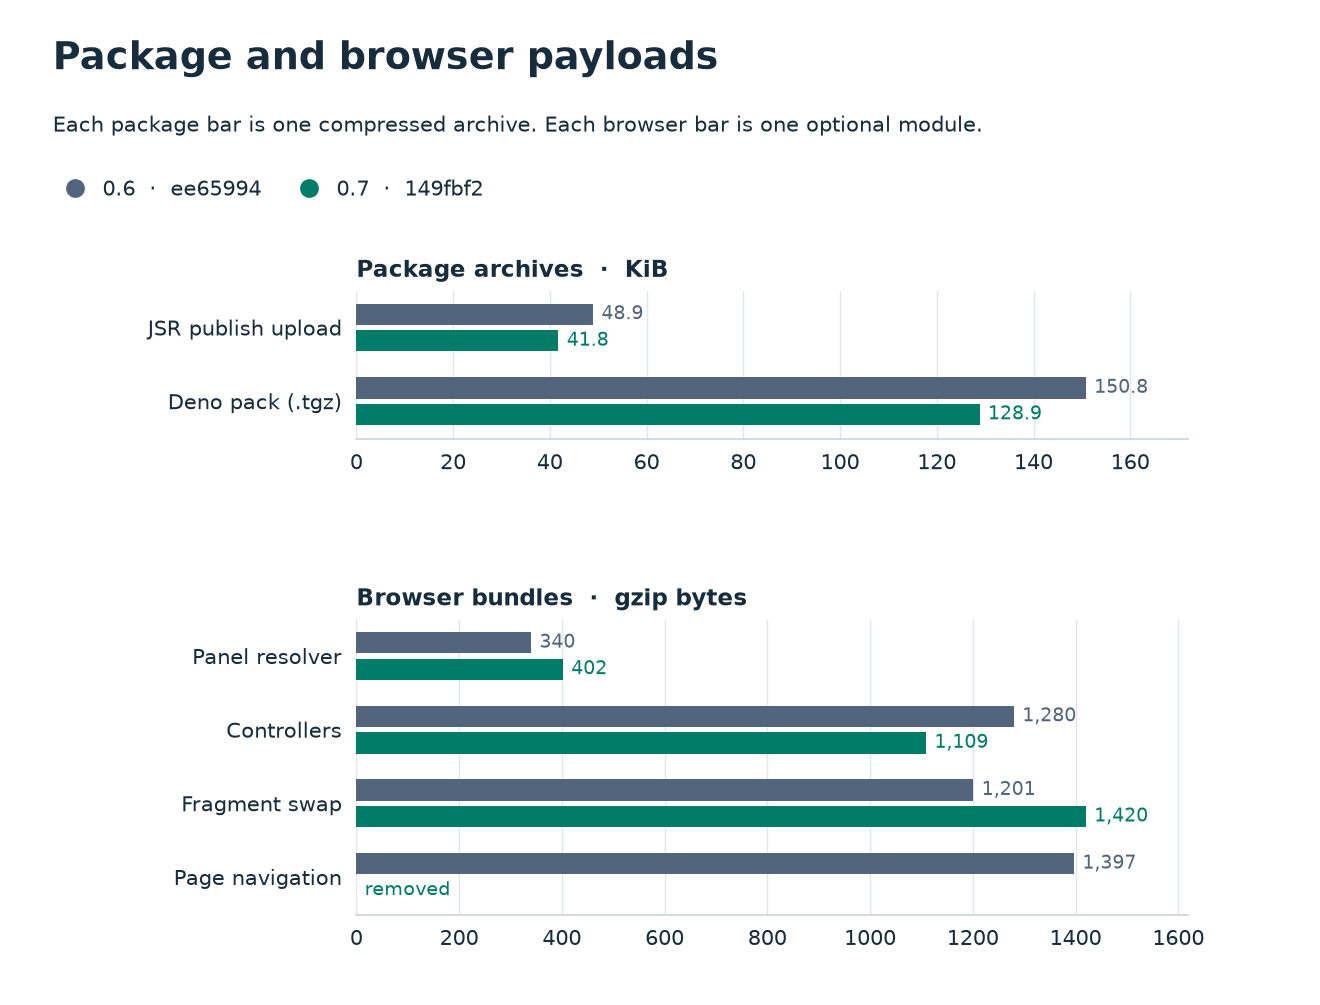 Package and browser payloads
Each package bar is one compressed archive. Each browser bar is one optional module.
0.6 · ee65994 0.7 · 149fbf2
Package archives · KiB
JSR publish upload
48.9
41.8
Deno pack (.tgz)
150.8
128.9
0 20 40 60 80 100 120 140 160
Browser bundles · gzip bytes
Panel resolver
340
402
Controllers
1,280
1,109
Fragment swap
1,201
1,420
Page navigation
1,397
removed
0 200 400 600 800 1000 1200 1400 1600